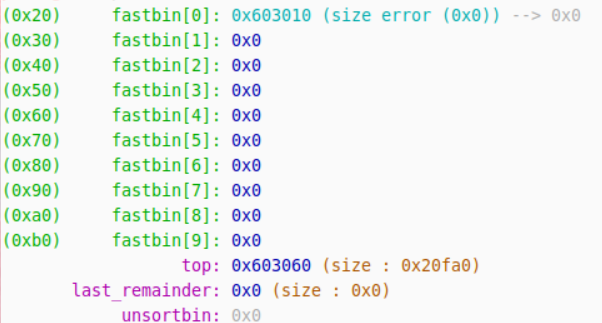 (0x20) fastbin[0]: 0x603010 (size error (0x0)) --> 0x0
(0x30) fastbin[1]: 0x0
(0x40) fastbin[2]: 0x0
(0x50) fastbin[3]: 0x0
(0x60) fastbin[4]: 0x0
(0x70) fastbin[5]: 0x0
(0x80) fastbin[6]: 0x0
(0x90) fastbin[7]: 0x0
(0xa0) fastbin[8]: 0x0
(0xb0) fastbin[9]: 0x0
top: 0x603060 (size : 0x20fa0)
last_remainder: 0x0 (size : 0x0)
unsortbin: 0x0